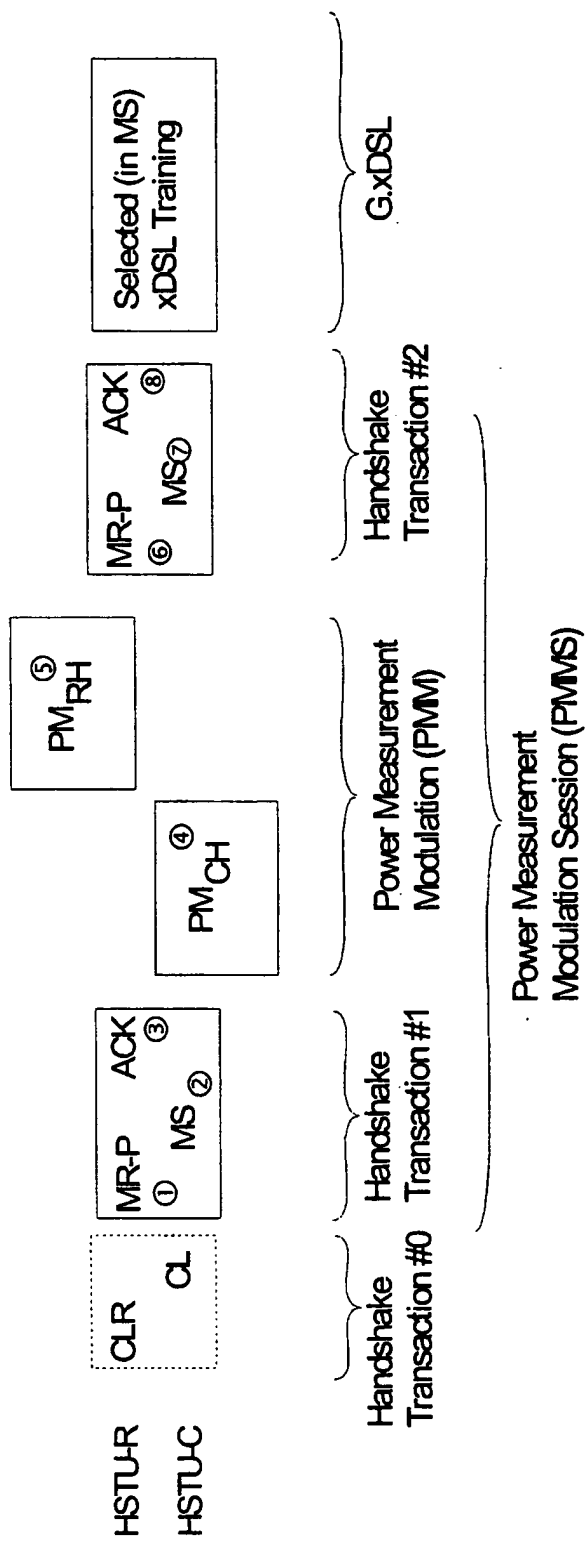 HSTU-R
HSTU-C
CLR
CL
Handshake
Transaction #0
MR-P ACK
① MS ② ③
Handshake
Transaction #1
PM CH ④
PM RH ⑤
Power Measurement
Modulation (PMM)
MR-P ACK
⑥ MS ⑦ ⑧
Handshake
Transaction #2
Power Measurement
Modulation Session (PMMS)
Selected (in MS)
xDSL Training
G.xDSL